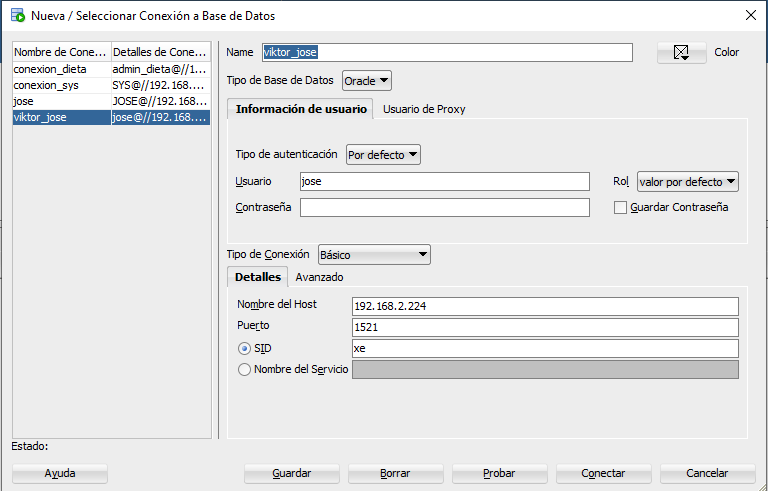 Nueva / Seleccionar Conexión a Base de Datos
Nombre de Cone... Detalles de Cone...
conexion_dieta admin_dieta@//1...
conexion_sys SYS@//192.168....
jose JOSE@//192.168...
viktor_jose jose@//192.168....
Name viktor_jose Color
Tipo de Base de Datos Oracle
Información de usuario Usuario de Proxy
Tipo de autenticación Por defecto
Usuario jose Rol valor por defecto
Contraseña Guardar Contraseña
Tipo de Conexión Básico
Detalles Avanzado
Nombre del Host 192.168.2.224
Puerto 1521
SID xe
Nombre del Servicio
Estado:
Ayuda Guardar Borrar Probar Conectar Cancelar